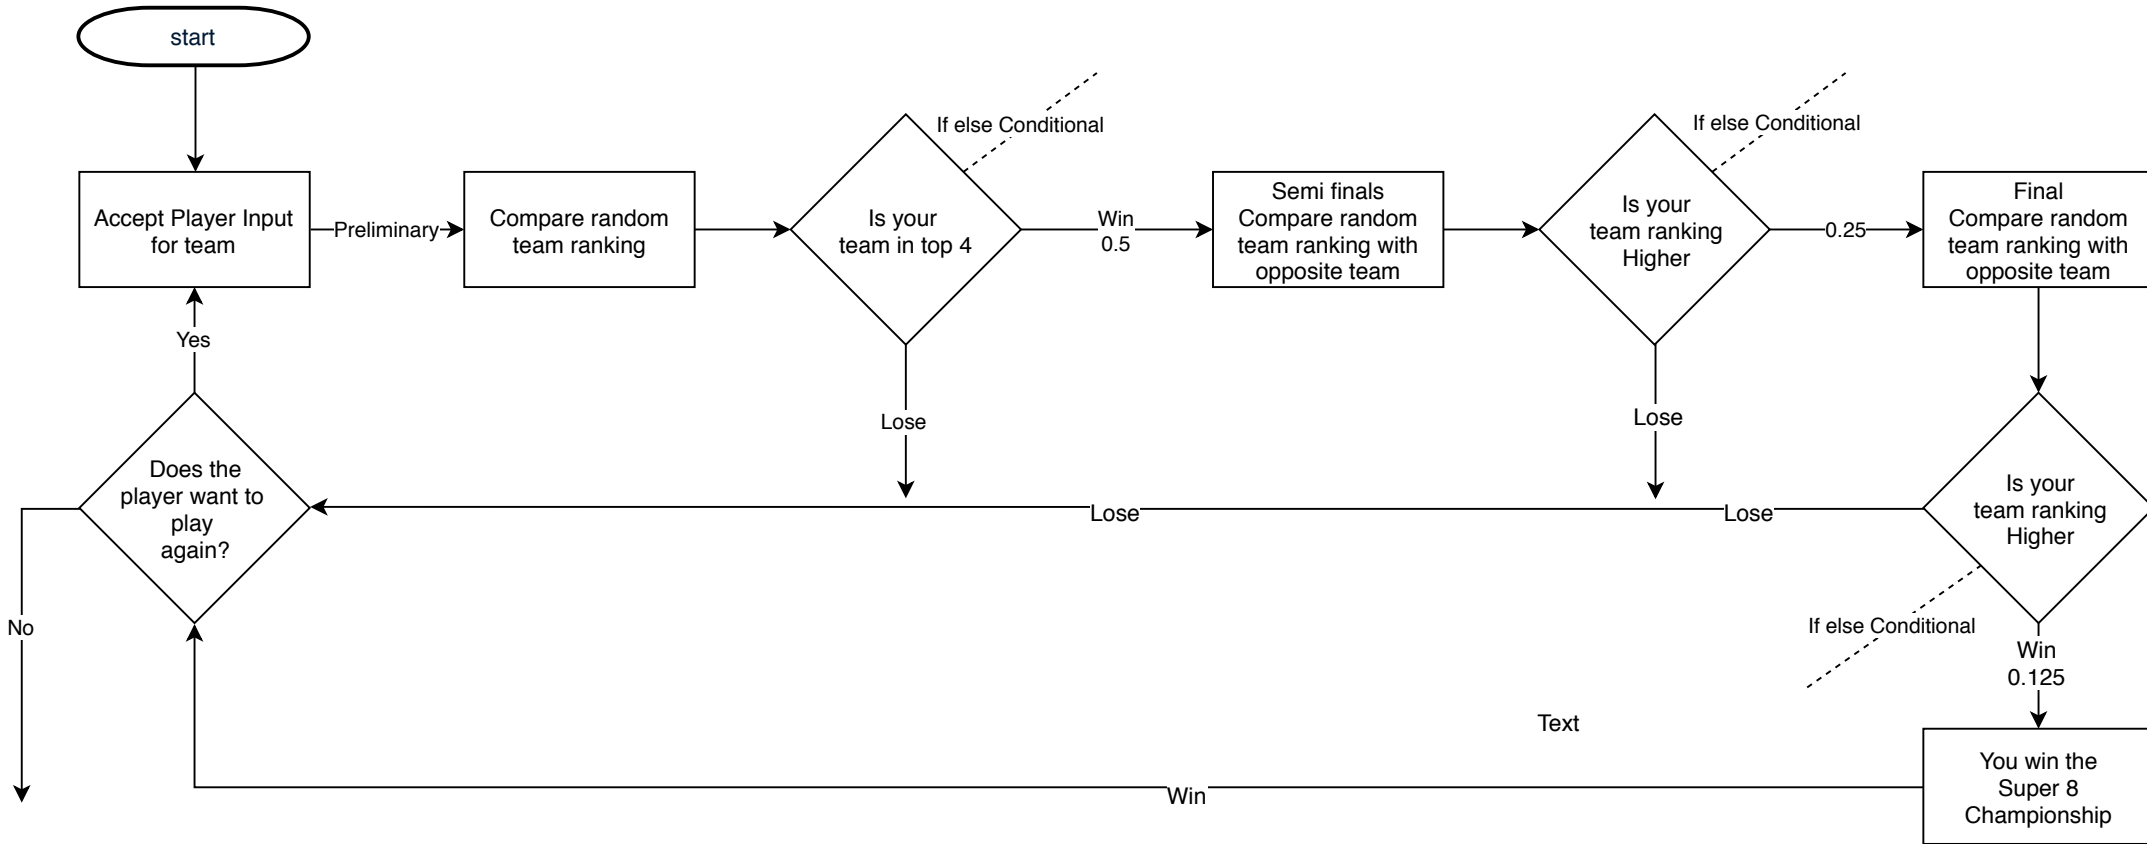 start
If else Conditional
If else Conditional
Accept Player Input
for team
Preliminary
Compare random
team ranking
Is your
team in top 4
Win
0.5
Semi finals
Compare random
team ranking with
opposite team
Is your
team ranking
Higher
0.25
Final
Compare random
team ranking with
opposite team
Yes
Lose
Lose
Does the
player want to
play
again?
Lose
Lose
Is your
team ranking
Higher
No
If else Conditional
Win
0.125
Text
Win
You win the
Super 8
Championship